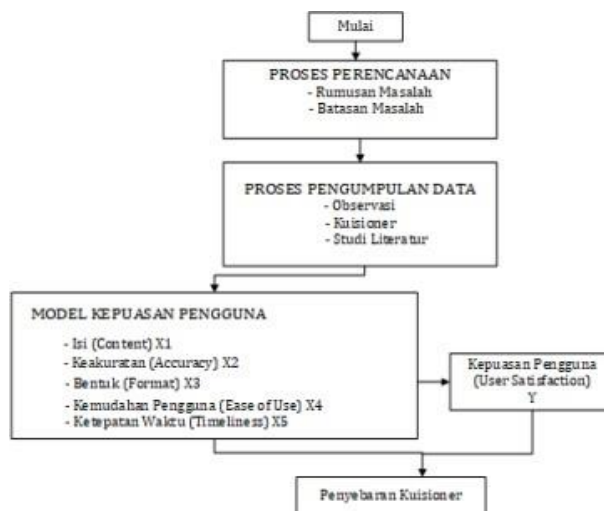 Mulai
PROSES PERENCANAAN
- Rumusan Masalah
- Batasan Masalah
PROSES PENGUMPULAN DATA
- Observasi
- Kuisioner
- Studi Literatur
MODEL KEPUASAN PENGGUNA
- Isi (Content) X1
- Keakuratan (Accuracy) X2
- Bentuk (Format) X3
- Kemudahan Pengguna (Ease of Use) X4
- Ketepatan Waktu (Timeliness) X5
Kepuasan Pengguna
(User Satisfaction)
Y
Penyebaran Kuisioner